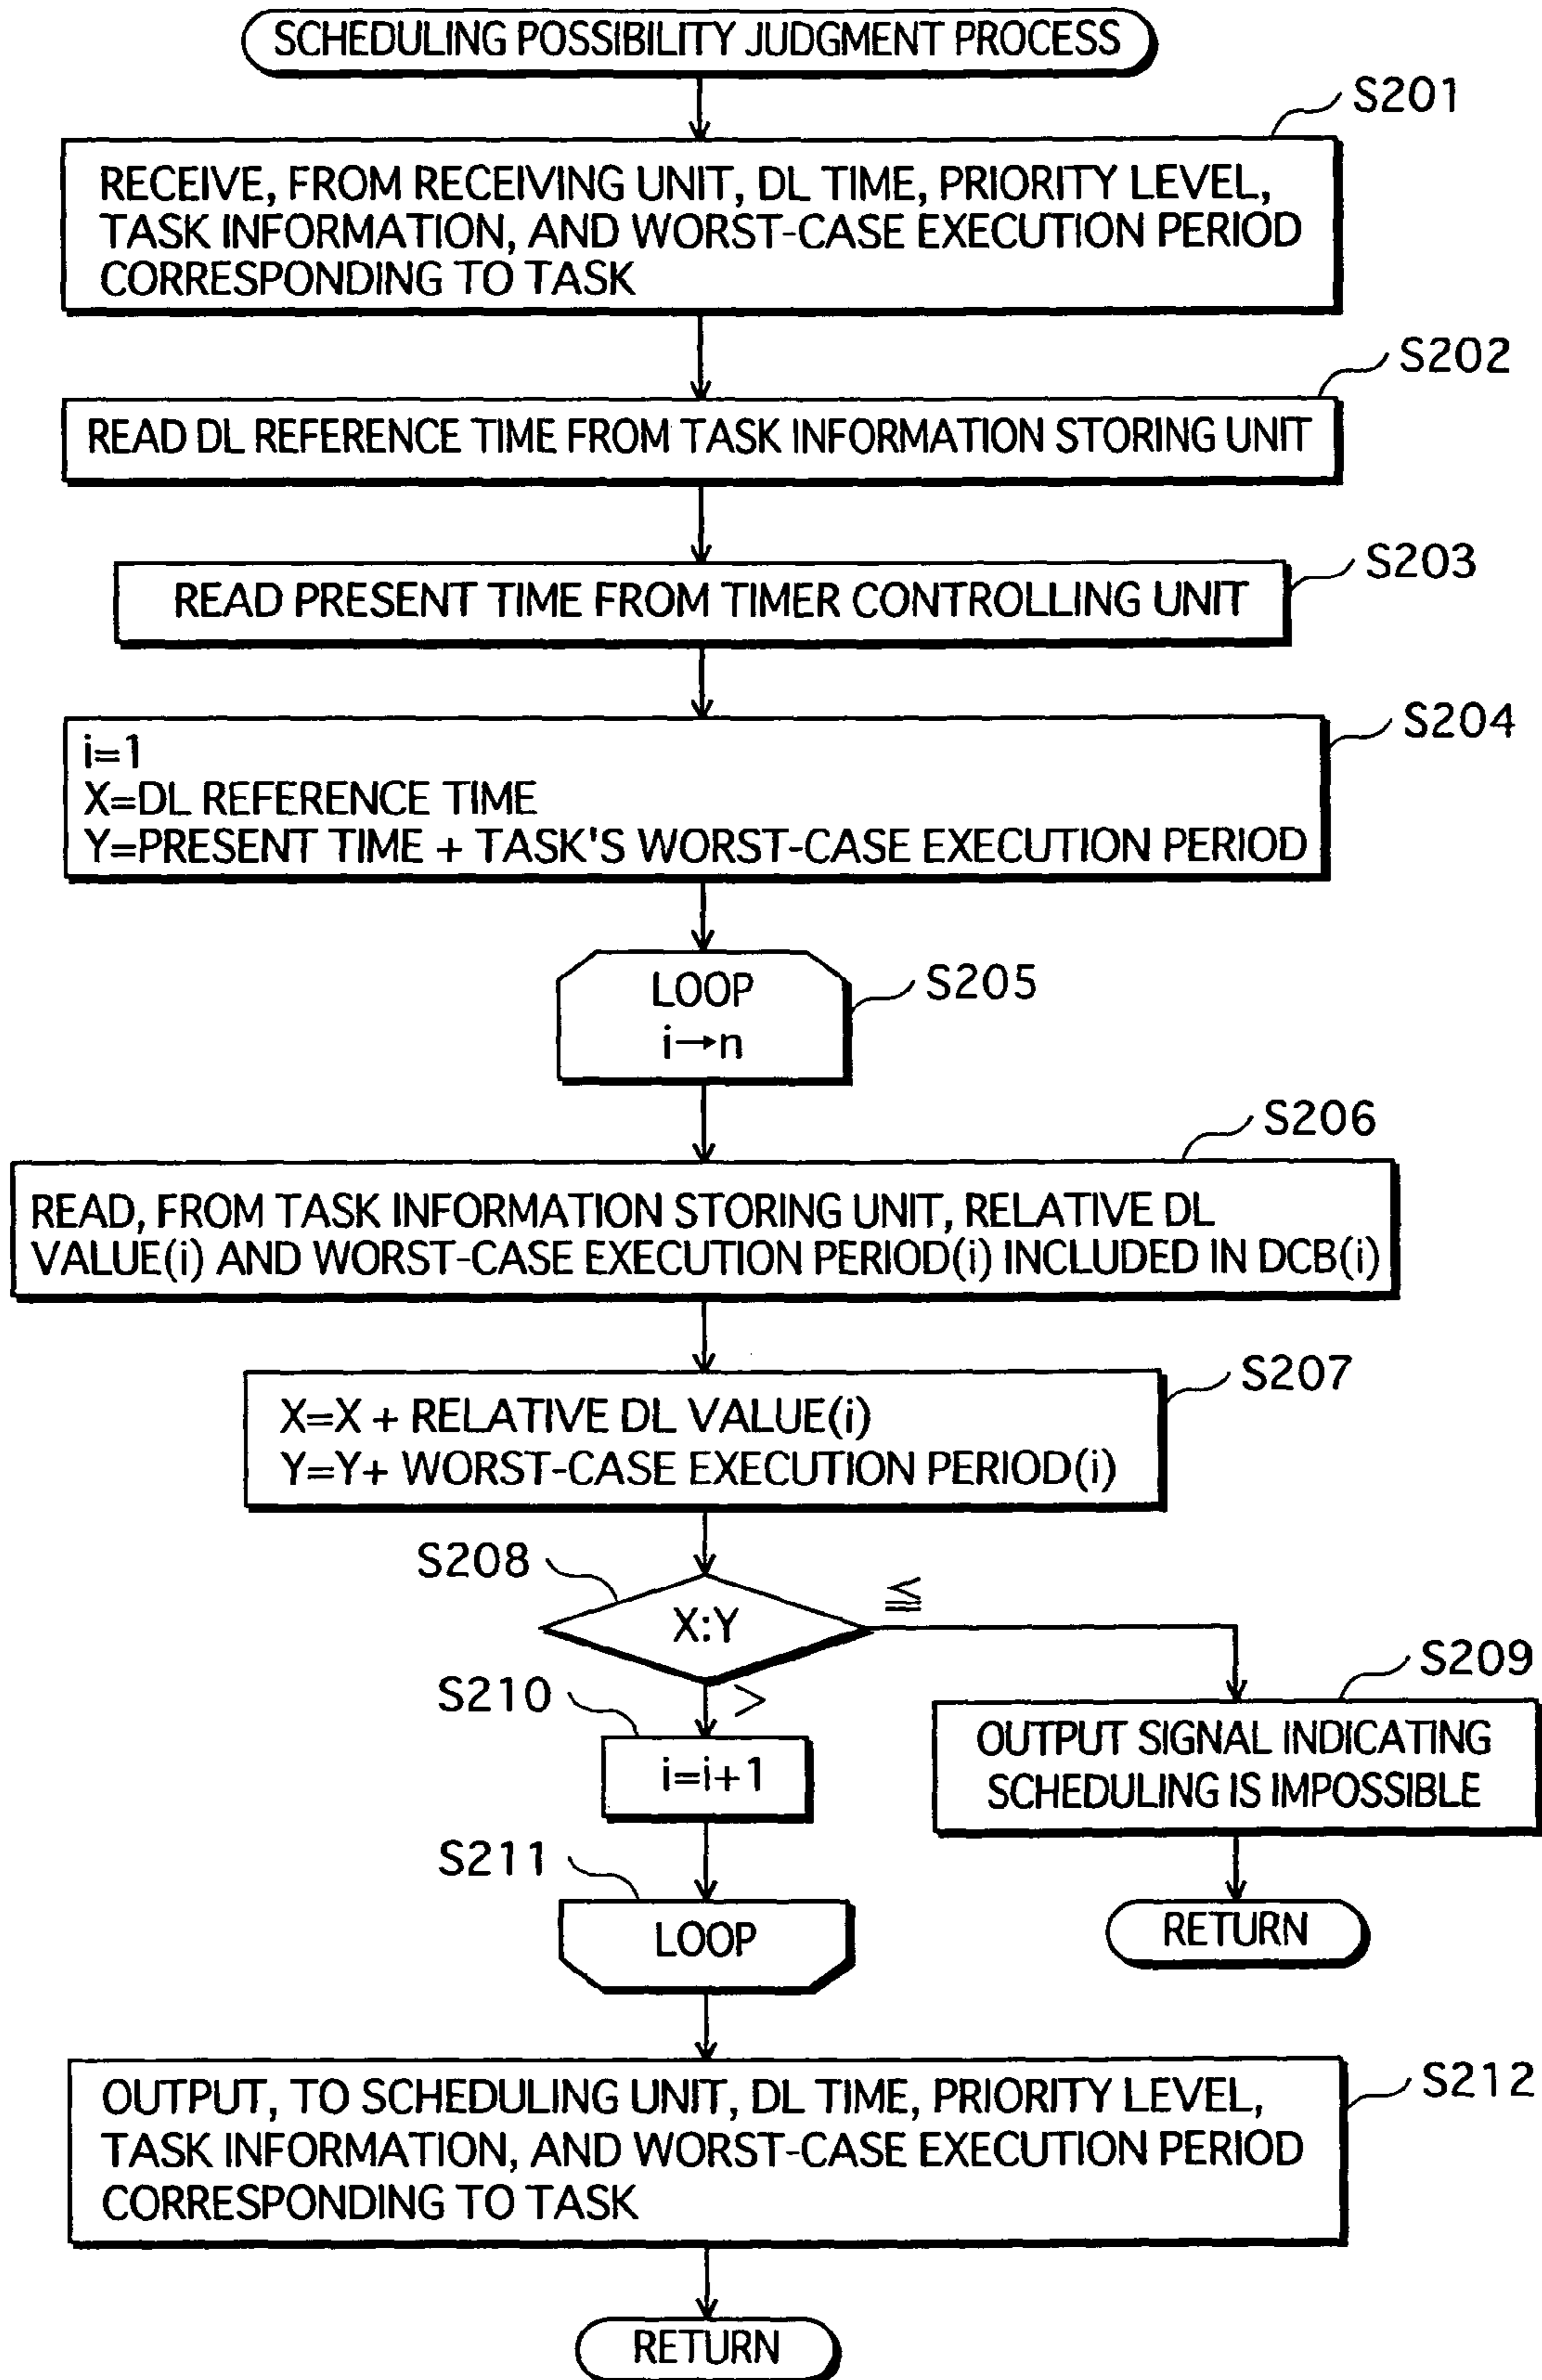 SCHEDULING POSSIBILITY JUDGMENT PROCESS
S201
RECEIVE, FROM RECEIVING UNIT, DL TIME, PRIORITY LEVEL,
TASK INFORMATION, AND WORST-CASE EXECUTION PERIOD
CORRESPONDING TO TASK
S202
READ DL REFERENCE TIME FROM TASK INFORMATION STORING UNIT
S203
READ PRESENT TIME FROM TIMER CONTROLLING UNIT
S204
i=1
X=DL REFERENCE TIME
Y=PRESENT TIME + TASK'S WORST-CASE EXECUTION PERIOD
S205
LOOP
i→n
S206
READ, FROM TASK INFORMATION STORING UNIT, RELATIVE DL
VALUE(i) AND WORST-CASE EXECUTION PERIOD(i) INCLUDED IN DCB(i)
S207
X=X + RELATIVE DL VALUE(i)
Y=Y+ WORST-CASE EXECUTION PERIOD(i)
S208
≦
X:Y
S209
OUTPUT SIGNAL INDICATING
SCHEDULING IS IMPOSSIBLE
RETURN
S210
>
i=i+1
S211
LOOP
S212
OUTPUT, TO SCHEDULING UNIT, DL TIME, PRIORITY LEVEL,
TASK INFORMATION, AND WORST-CASE EXECUTION PERIOD
CORRESPONDING TO TASK
RETURN